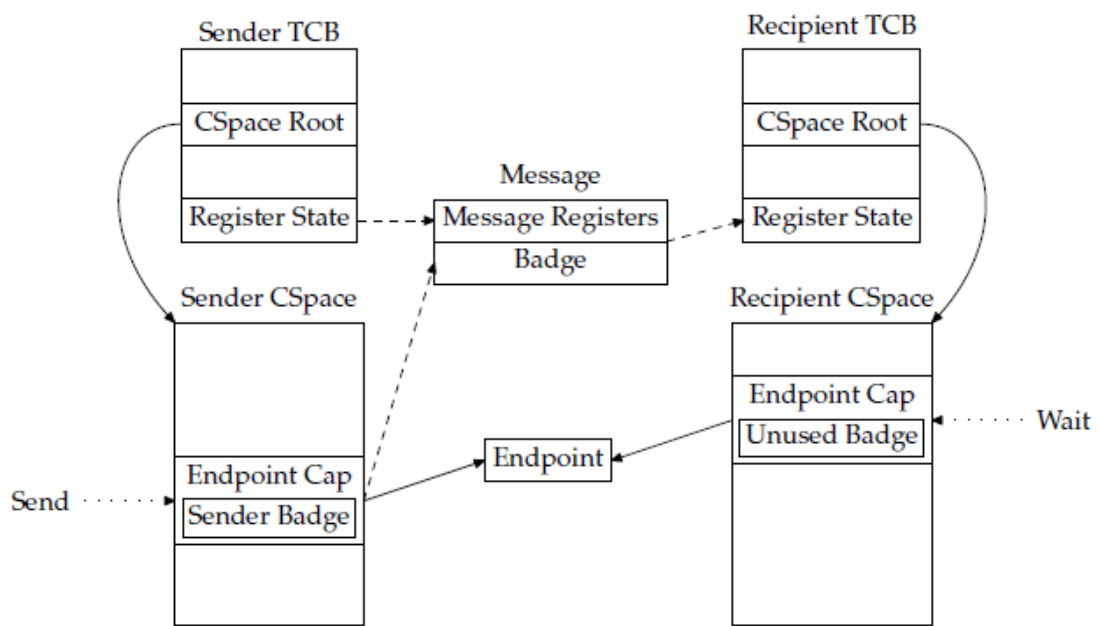 Sender TCB
Recipient TCB
CSpace Root
CSpace Root
Message
Register State
Message Registers
Register State
Badge
Sender CSpace
Recipient CSpace
Endpoint Cap
Unused Badge
Wait
Endpoint
Endpoint Cap
Send
Sender Badge